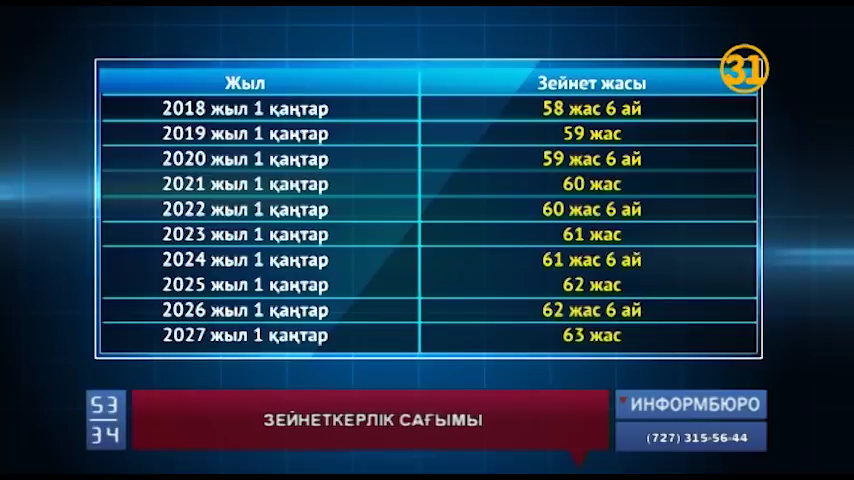 31
Жыл Зейнет жасы
2018 жыл 1 қаңтар 58 жас 6 ай
2019 жыл 1 қаңтар 59 жас
2020 жыл 1 қаңтар 59 жас 6 ай
2021 жыл 1 қаңтар 60 жас
2022 жыл 1 қаңтар 60 жас 6 ай
2023 жыл 1 қаңтар 61 жас
2024 жыл 1 қаңтар 61 жас 6 ай
2025 жыл 1 қаңтар 62 жас
2026 жыл 1 қаңтар 62 жас 6 ай
2027 жыл 1 қаңтар 63 жас
53
34
ЗЕЙНЕТКЕРЛІК САҒЫМЫ
ИНФОРМБЮРО
(727) 315-56-44